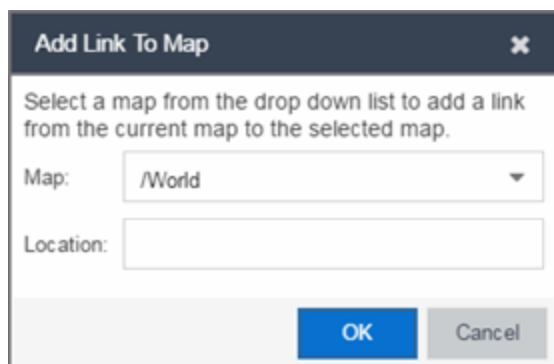 Add Link To Map
Select a map from the drop down list to add a link
from the current map to the selected map.
Map: /World
Location:
OK Cancel